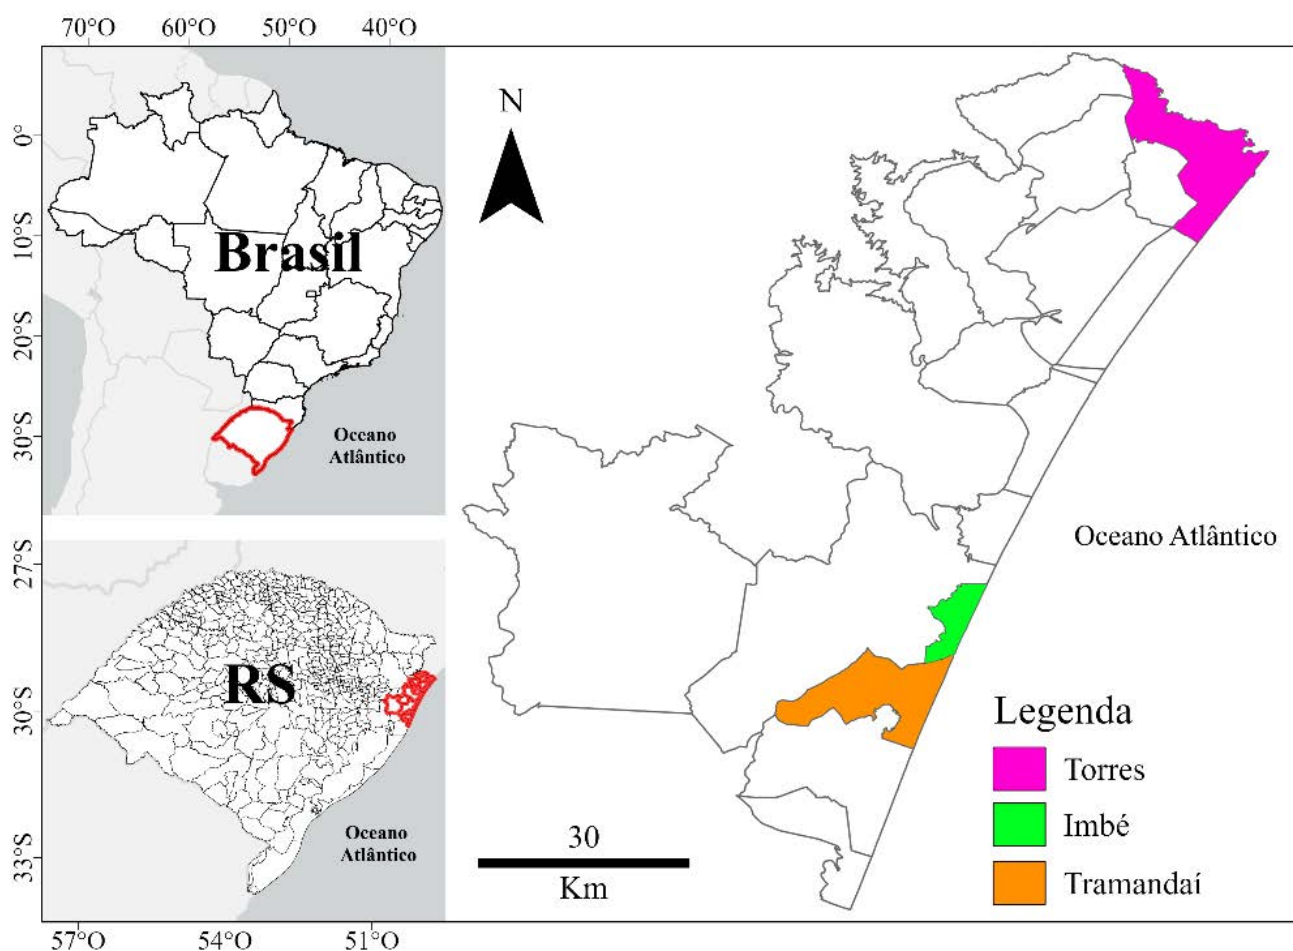 70°O 60°O 50°O 40°O
0°
10°S
20°S
30°S
Brasil
Oceano
Atlântico
27°S
30°S
33°S
RS
Oceano
Atlântico
57°O 54°O 51°O
N
Oceano Atlântico
30
Km
Legenda
Torres
Imbé
Tramandaí